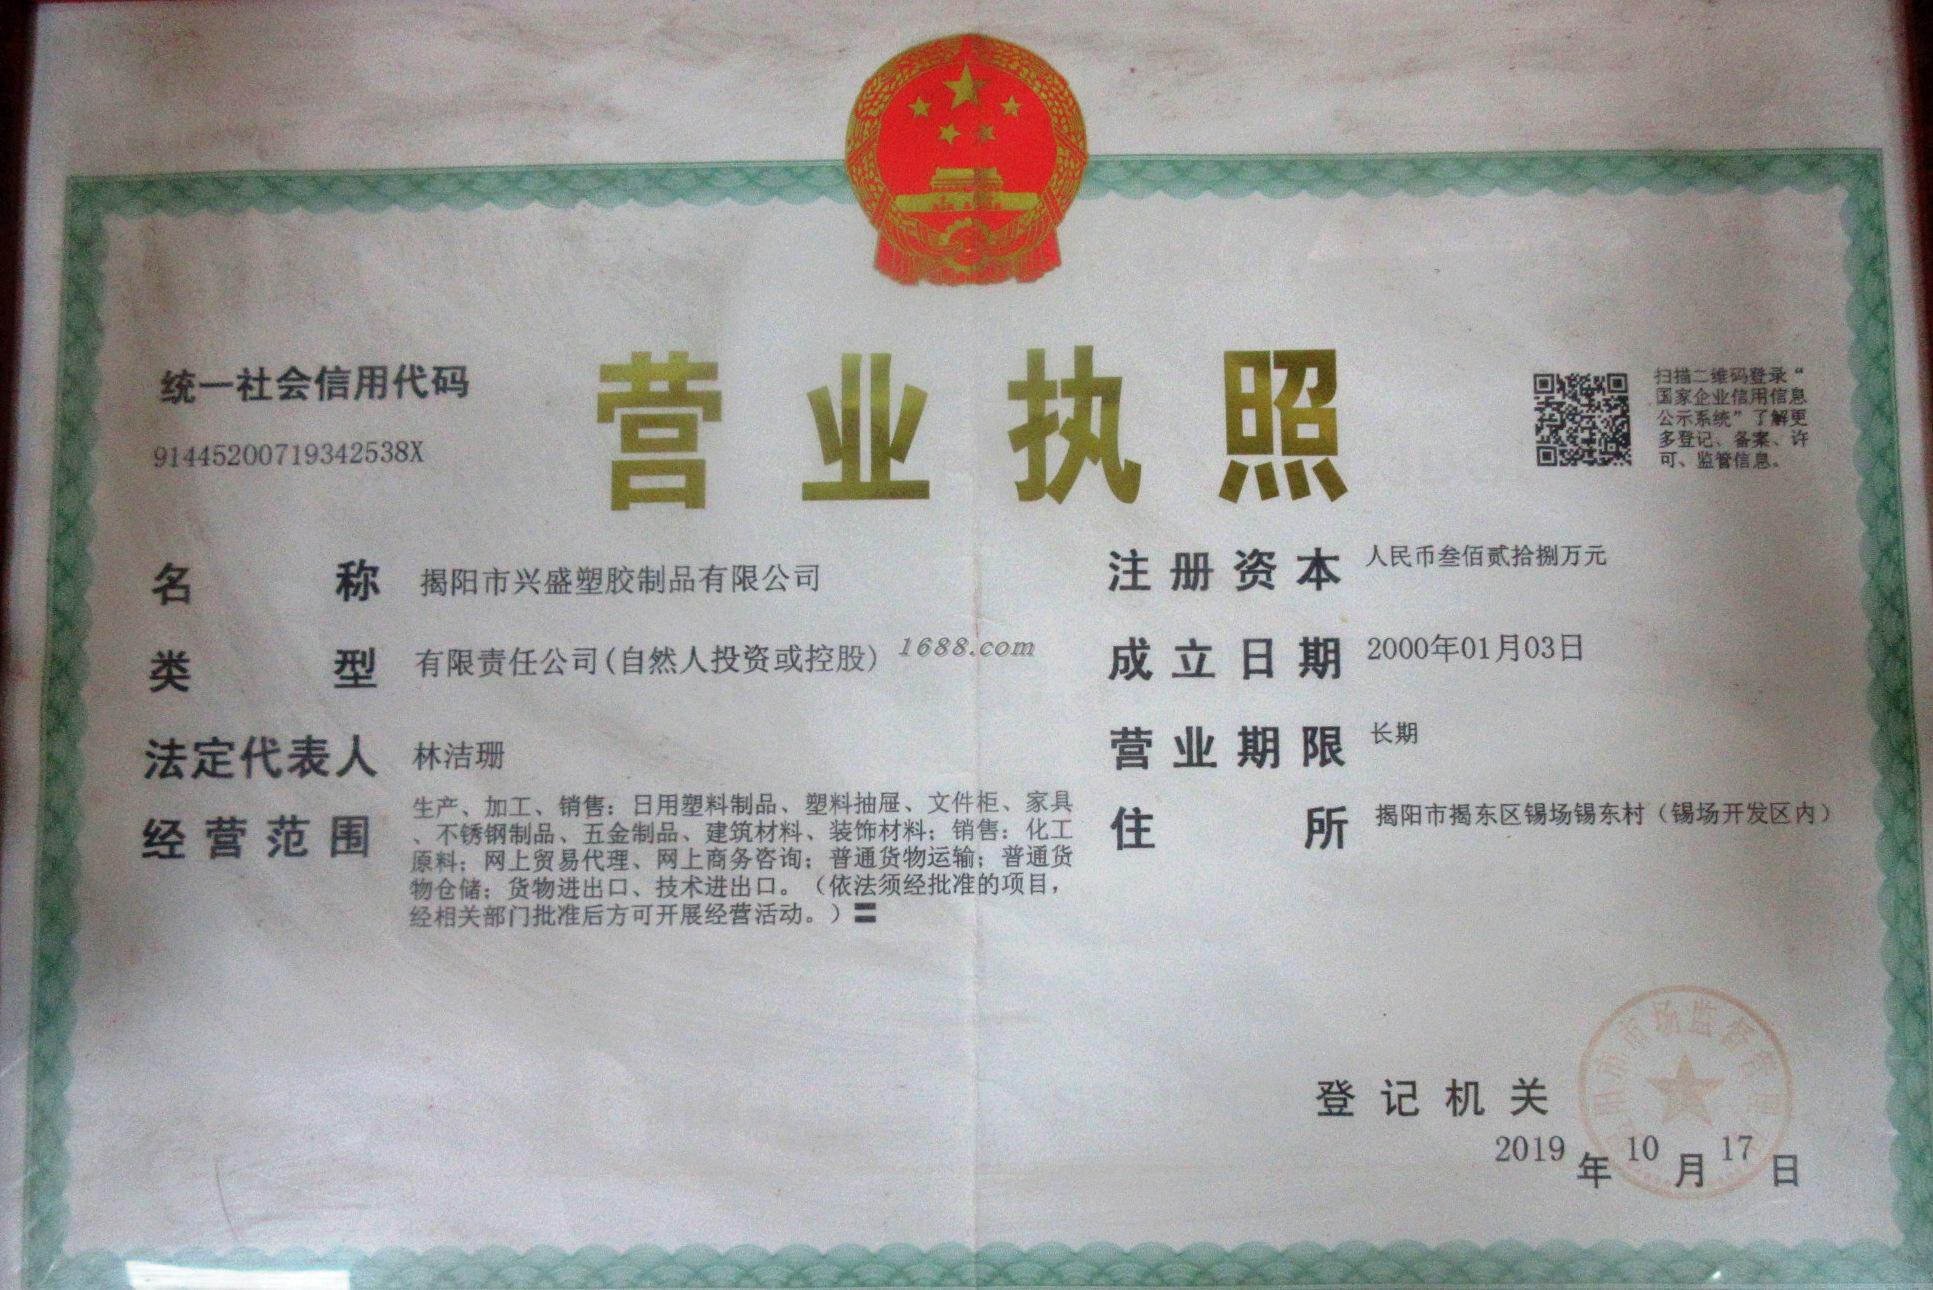 营业执照
统一社会信用代码
91445200719342538X
扫描二维码登录“
国家企业信用信息
公示系统”了解更
多登记、备案、许
可、监管信息。
名称 揭阳市兴盛塑胶制品有限公司
类型 有限责任公司(自然人投资或控股)
1688.com
法定代表人 林洁珊
经营范围 生产、加工、销售：日用塑料制品、塑料抽屉、文件柜、家具
、不锈钢制品、五金制品、建筑材料、装饰材料；销售：化工
原料；网上贸易代理、网上商务咨询；普通货物运输；普通货
物仓储；货物进出口、技术进出口。（依法须经批准的项目，
经相关部门批准后方可开展经营活动。）〓
注册资本 人民币叁佰贰拾捌万元
成立日期 2000年01月03日
营业期限 长期
住所 揭阳市揭东区锡场锡东村（锡场开发区内）
登记机关
市市场监督管
2019年10月17日